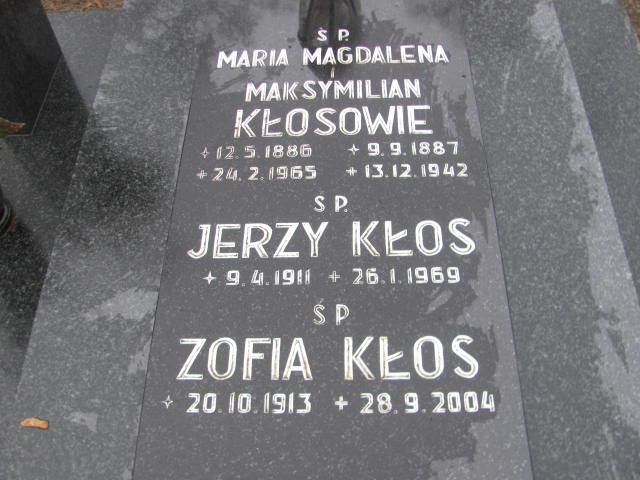 Ś P.
MARIA MAGDALENA
I
MAKSYMILIAN
KŁOSOWIE
✧ 12.5.1886 ✧ 9.9.1887
+ 24.2.1965 + 13.12.1942
Ś P.
JERZY KŁOS
✧ 9.4.1911 + 26.1.1969
Ś P
ZOFIA KŁOS
✧ 20.10.1913 + 28.9.2004